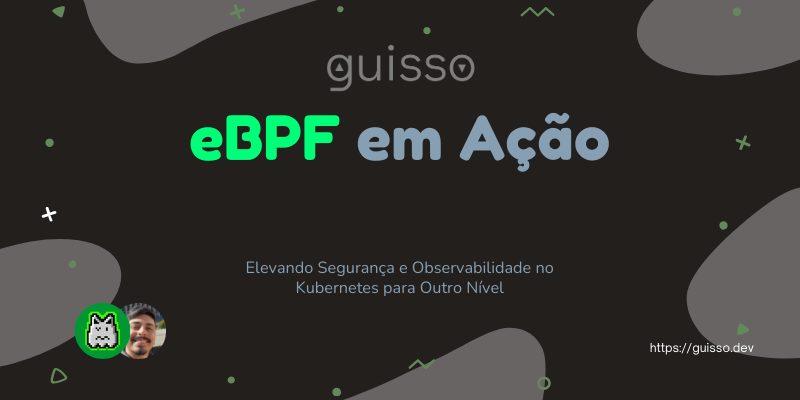 guisso
eBPF em Ação
Elevando Segurança e Observabilidade no
Kubernetes para Outro Nível
https://guisso.dev